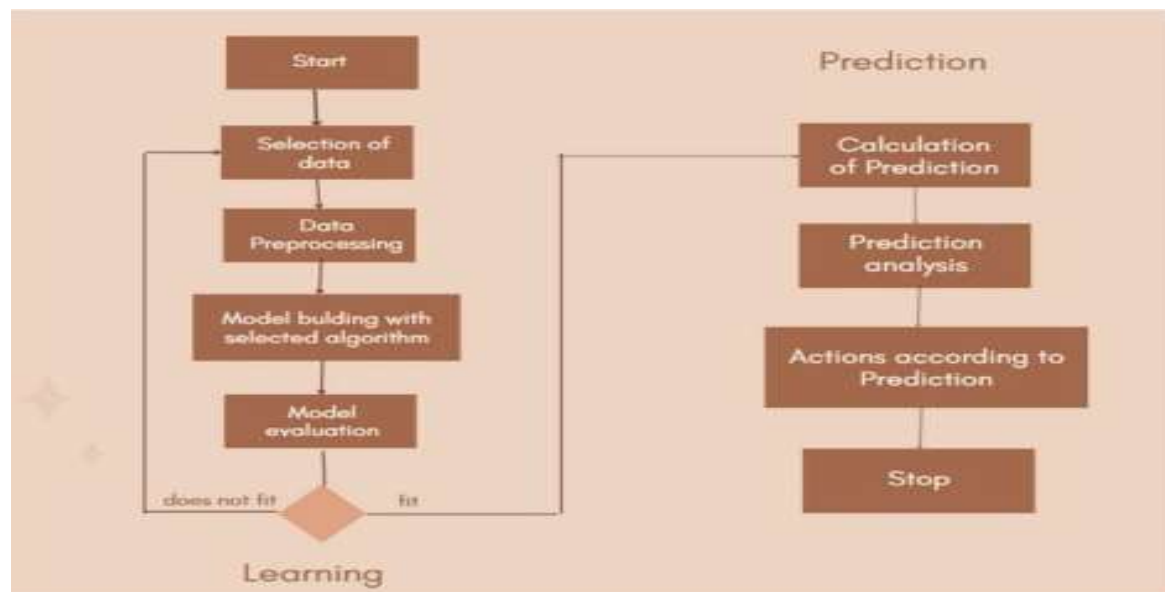 Start
Selection of
data
Data
Preprocessing
Model bulding with
selected algorithm
Model
evaluation
does not fit
fit
Learning
Prediction
Calculation
of Prediction
Prediction
analysis
Actions according to
Prediction
Stop